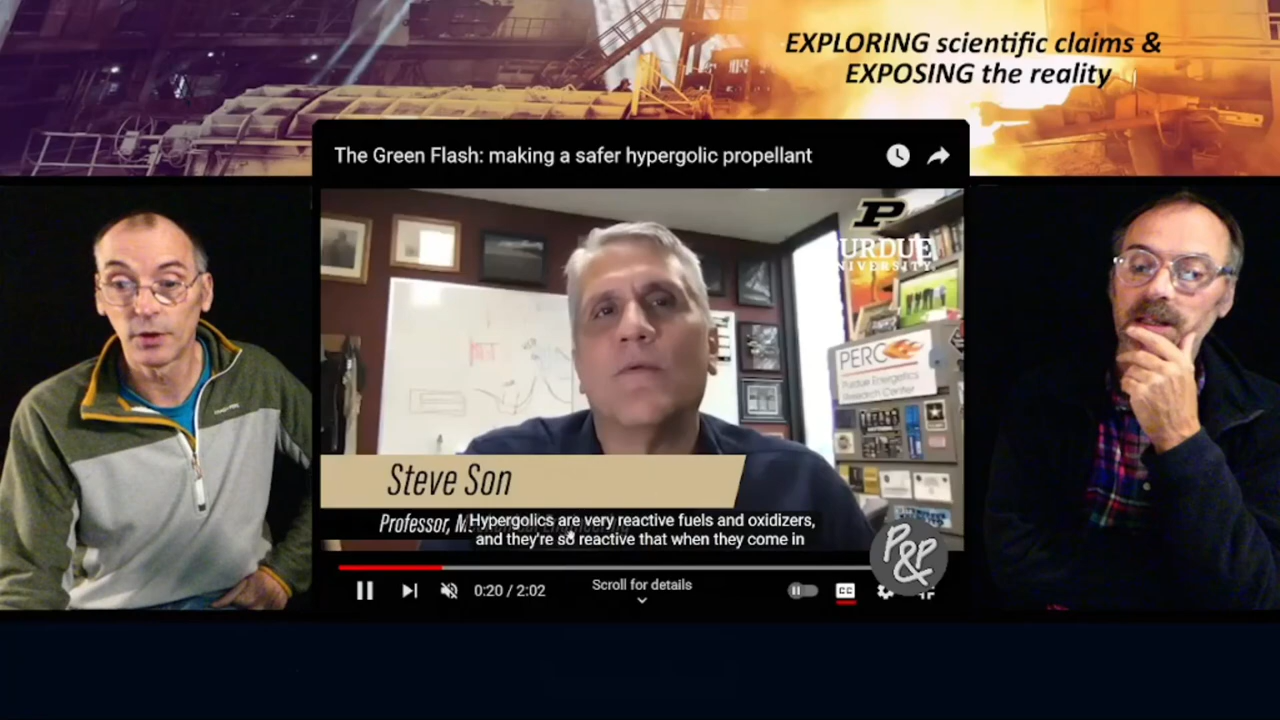 EXPLORING scientific claims &
EXPOSING the reality
The Green Flash: making a safer hypergolic propellant
P
PURDUE
UNIVERSITY
PERC
Purdue Energetics
Research Center
Steve Son
Professor, M
Hypergolics are very reactive fuels and oxidizers,
and they're so reactive that when they come in
P&P
0:20 / 2:02
Scroll for details
CC